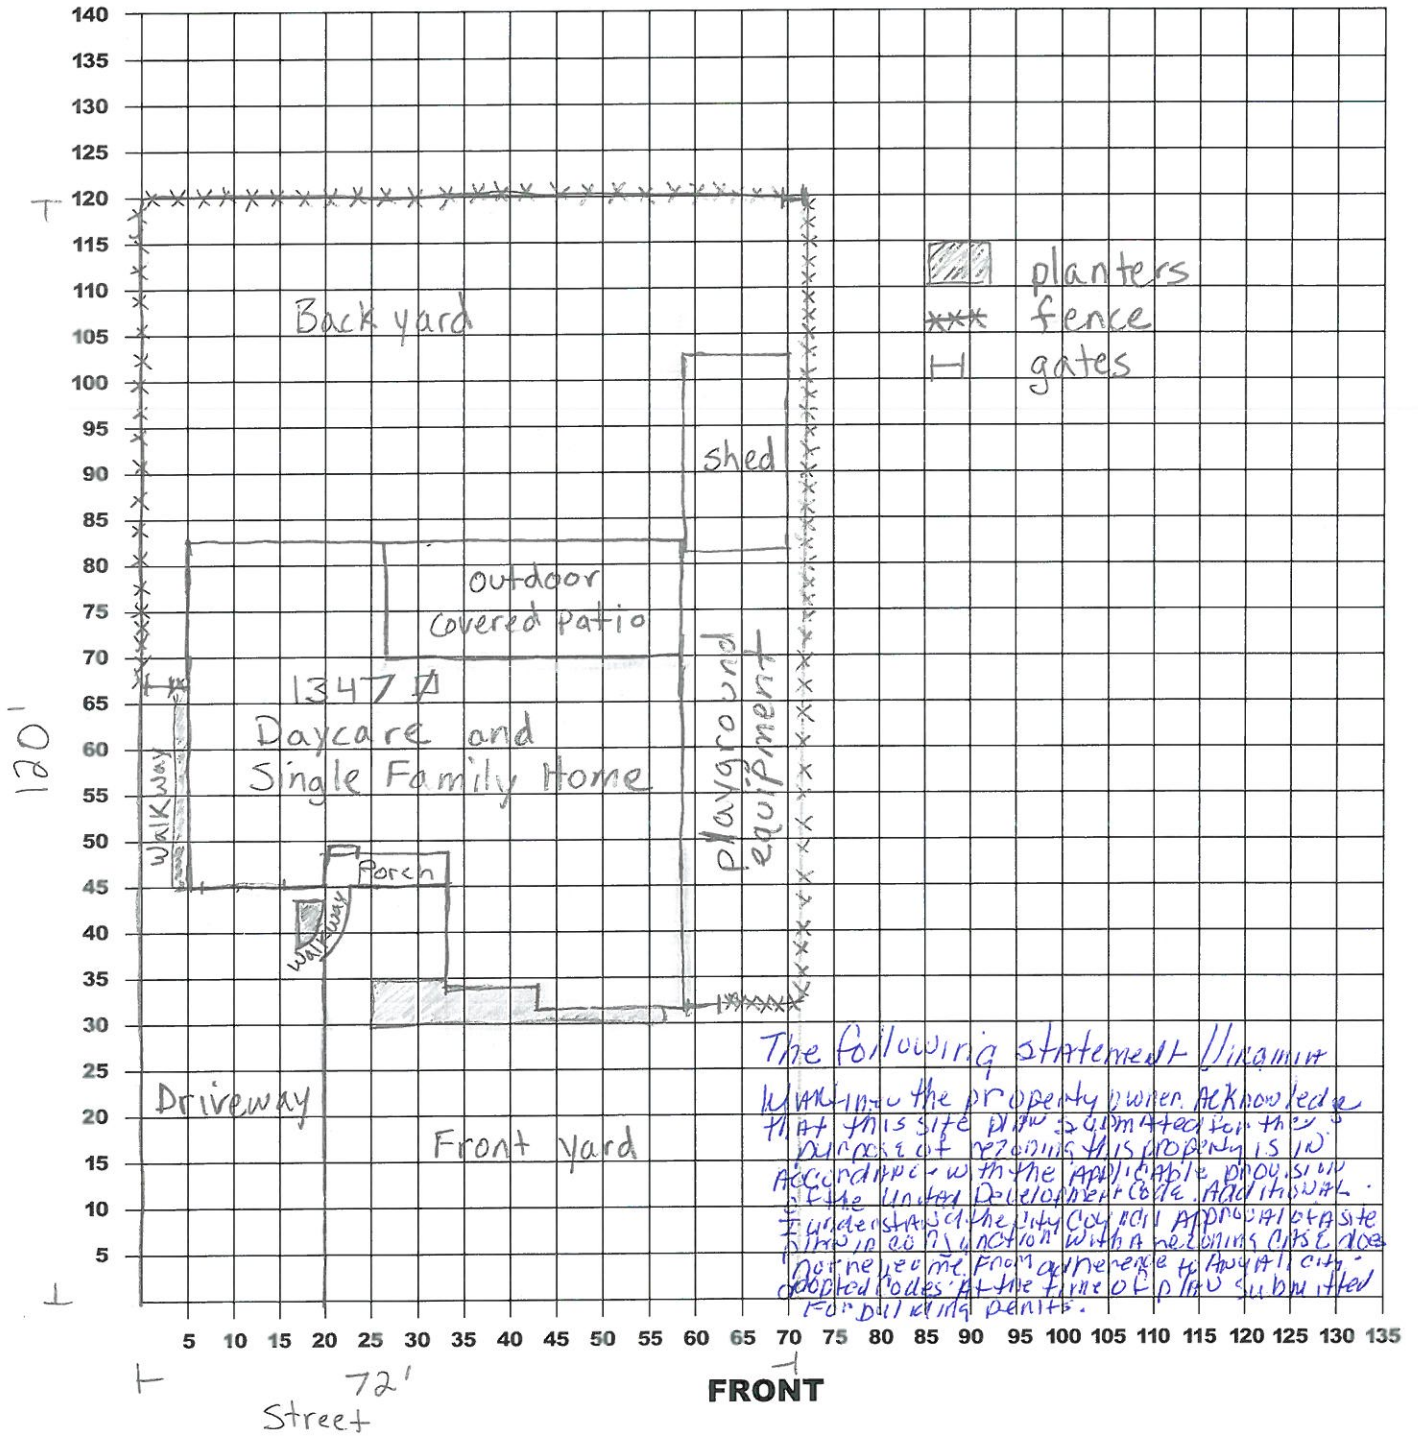 140
135
130
125
120
115
110
105
100
95
90
85
80
75
70
65
60
55
50
45
40
35
30
25
20
15
10
5
5 10 15 20 25 30 35 40 45 50 55 60 65 70 75 80 85 90 95 100 105 110 115 120 125 130 135
FRONT
72'
Street
120'
Back yard
planters
fence
gates
shed
outdoor
covered patio
1347
Daycare and
Single Family Home
playground
equipment
Walkway
Porch
Walkway
Driveway
Front yard
The following statement
the property owner Acknowledge
that this site plan submitted for the
purpose of rezoning this property is in
Accordance with the Applicable provision
of the United Development Code. Additional
I understand the City Council Approval of A site
plan in conjunction with A rezoning CASE does
not relieve me From adherence to Any All city
adopted codes At the time of plan submitted
For building